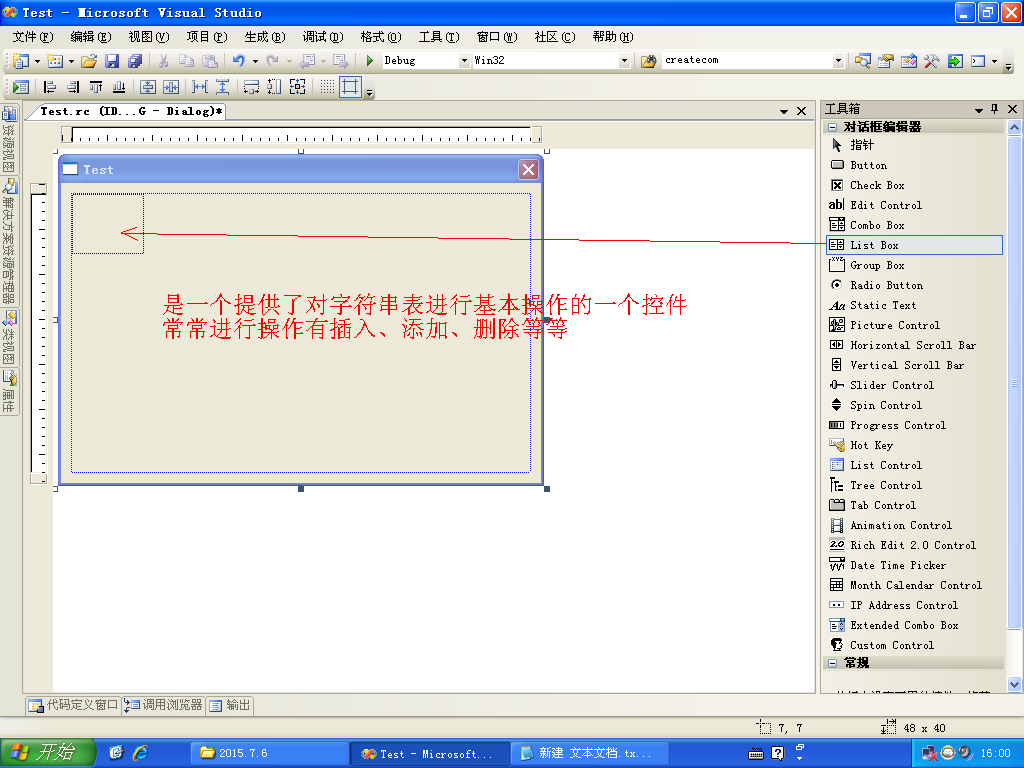 Test - Microsoft Visual Studio
文件(F) 编辑(E) 视图(V) 项目(P) 生成(B) 调试(D) 格式(O) 工具(T) 窗口(W) 社区(C) 帮助(H)
Debug Win32 createcom
Test.rc (ID...G - Dialog)*
资源视图
解决方案资源管理器
类视图
属性
Test
是一个提供了对字符串表进行基本操作的一个控件
常常进行操作有插入、添加、删除等等
工具箱
对话框编辑器
指针
Button
Check Box
Edit Control
Combo Box
List Box
Group Box
Radio Button
Static Text
Picture Control
Horizontal Scroll Bar
Vertical Scroll Bar
Slider Control
Spin Control
Progress Control
Hot Key
List Control
Tree Control
Tab Control
Animation Control
Rich Edit 2.0 Control
Date Time Picker
Month Calendar Control
IP Address Control
Extended Combo Box
Custom Control
常规
代码定义窗口 调用浏览器 输出
7, 7 48 x 40
开始 2015.7.6 Test - Microsoft... 新建 文本文档.tx... 16:00